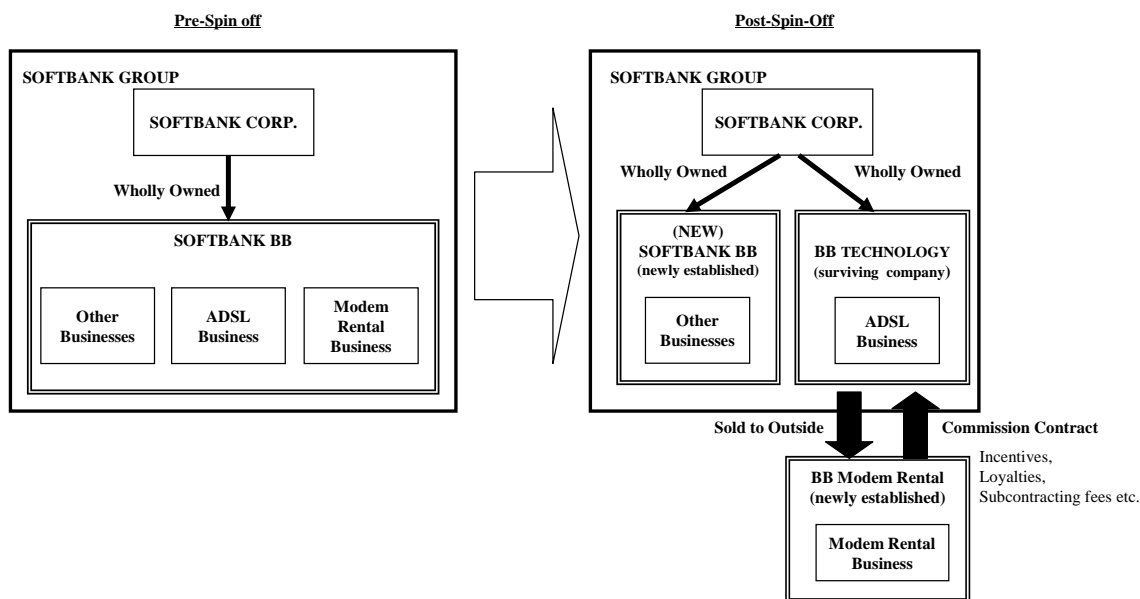 Pre-Spin off
SOFTBANK GROUP
SOFTBANK CORP.
Wholly Owned
SOFTBANK BB
Other
Businesses
ADSL
Business
Modem
Rental
Business
Post-Spin-Off
SOFTBANK GROUP
SOFTBANK CORP.
Wholly Owned
Wholly Owned
(NEW)
SOFTBANK BB
(newly established)
Other
Businesses
BB TECHNOLOGY
(surviving company)
ADSL
Business
Sold to Outside
Commission Contract
Incentives,
Loyalties,
Subcontracting fees etc.
BB Modem Rental
(newly established)
Modem Rental
Business